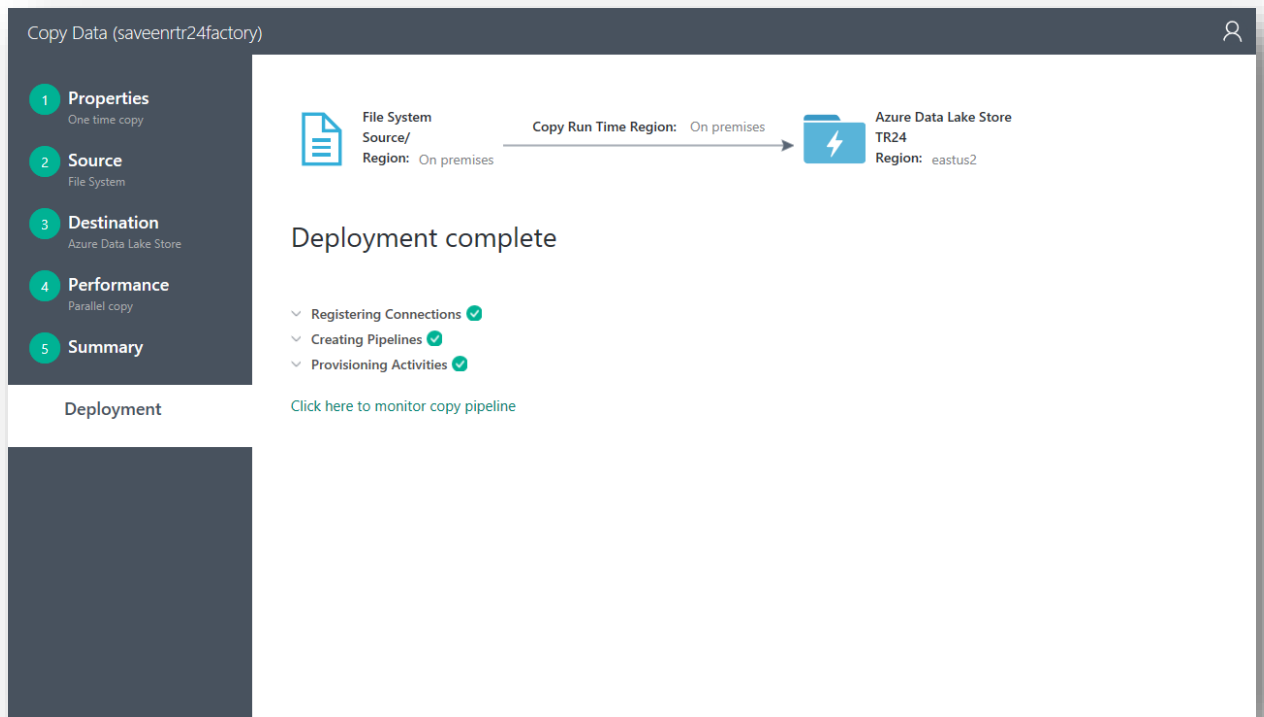 Copy Data (saveenrtr24factory)
1 Properties
One time copy
2 Source
File System
3 Destination
Azure Data Lake Store
4 Performance
Parallel copy
5 Summary
Deployment
File System
Source/
Region: On premises
Copy Run Time Region: On premises
Azure Data Lake Store
TR24
Region: eastus2
Deployment complete
Registering Connections
Creating Pipelines
Provisioning Activities
Click here to monitor copy pipeline